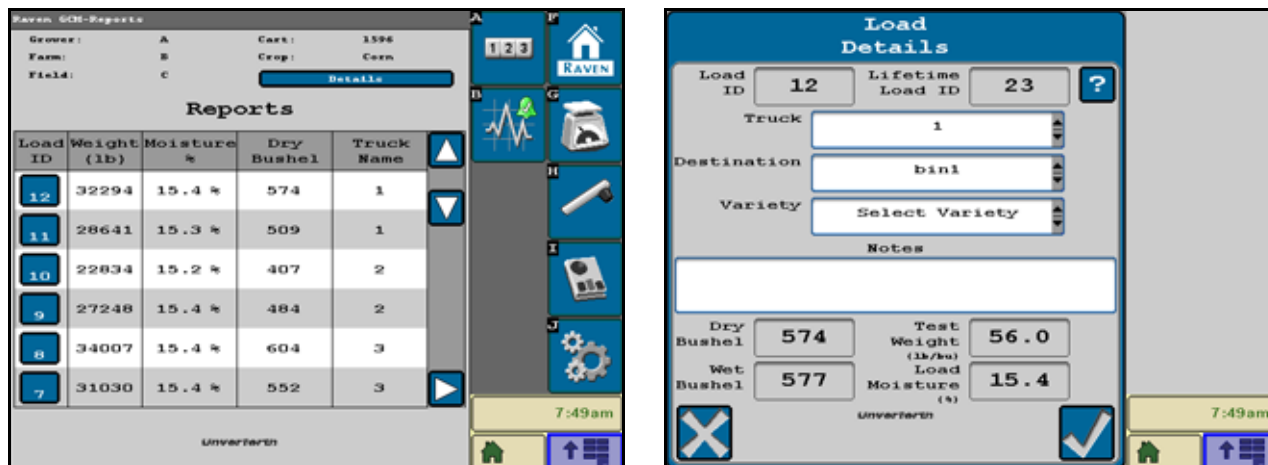 Raven GCM-Reports
Grower: A Cart: 1396
Farm: B Crop: Corn
Field: C Details
Reports
Load ID Weight (lb) Moisture % Dry Bushel Truck Name
12 32294 15.4 % 574 1
11 28641 15.3 % 509 1
10 22834 15.2 % 407 2
9 27248 15.4 % 484 2
8 34007 15.4 % 604 3
7 31030 15.4 % 552 3
Unverferth
A
1 2 3
B
F
RAVEN
G
H
I
J
7:49am
Load
Details
Load ID 12 Lifetime Load ID 23 ?
Truck 1
Destination bin1
Variety Select Variety
Notes
Dry Bushel 574 Test Weight (lb/bu) 56.0
Wet Bushel 577 Load Moisture (%) 15.4
Unverferth
7:49am